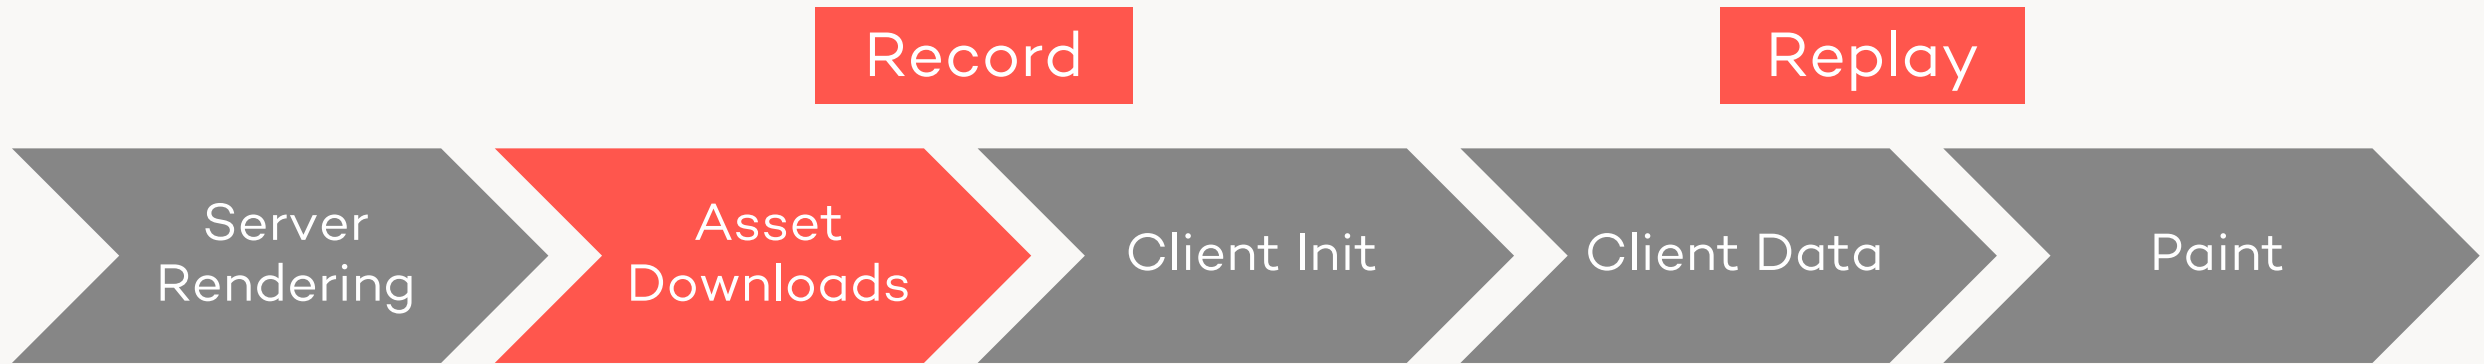 Record
Replay
Server
Rendering
Asset
Downloads
Client Init
Client Data
Paint